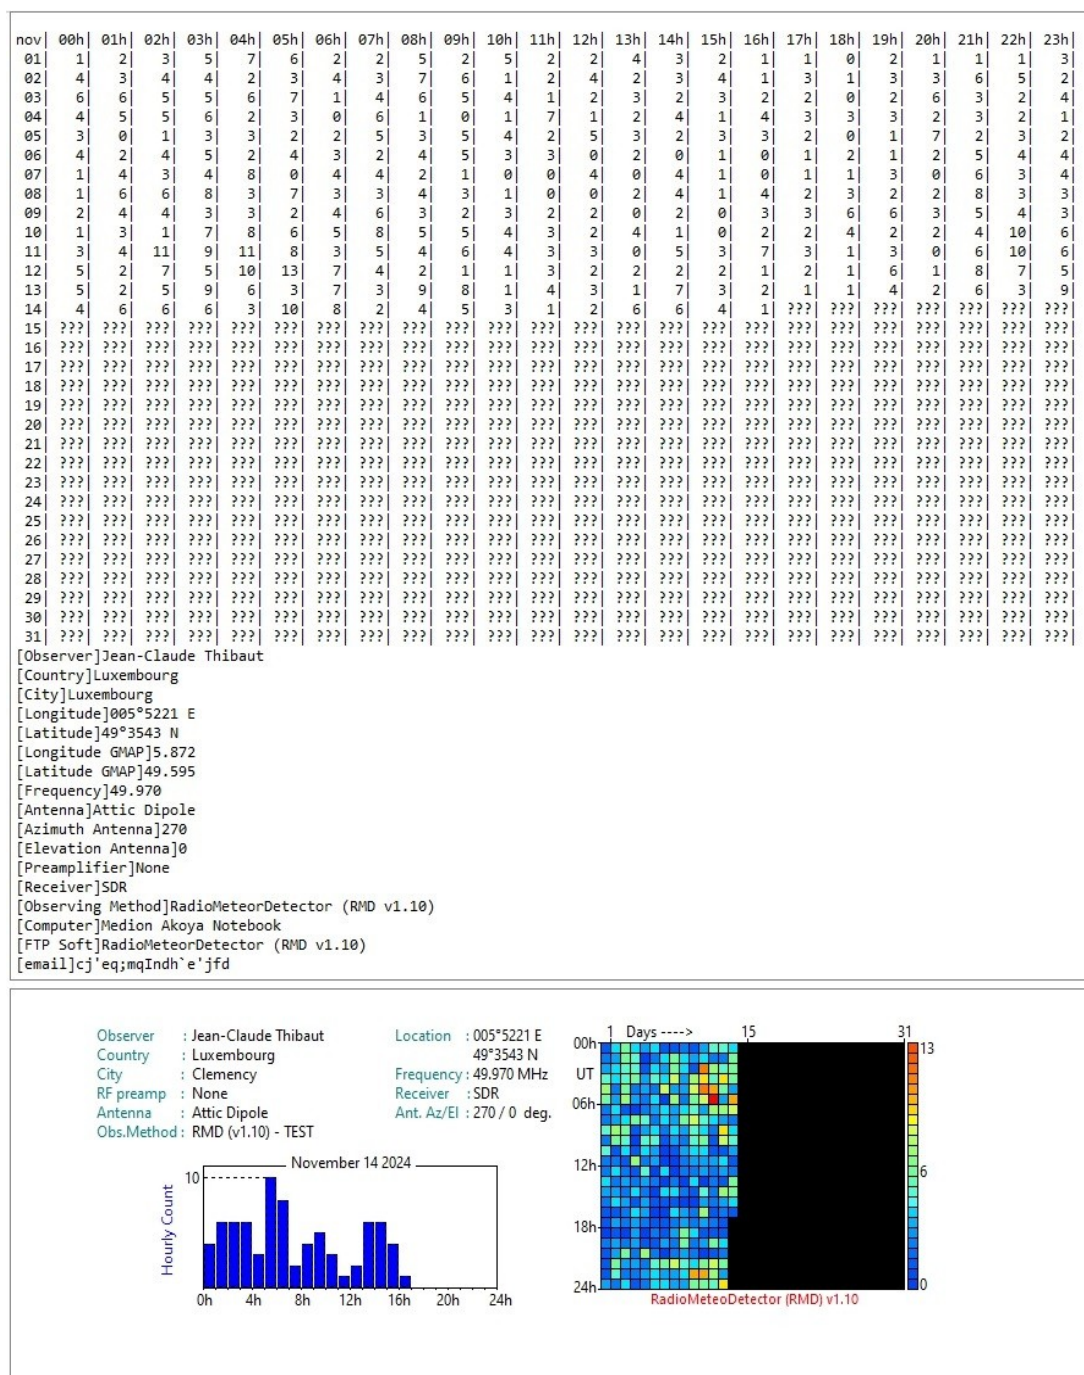 nov| 00h| 01h| 02h| 03h| 04h| 05h| 06h| 07h| 08h| 09h| 10h| 11h| 12h| 13h| 14h| 15h| 16h| 17h| 18h| 19h| 20h| 21h| 22h| 23h|
01| 1| 2| 3| 5| 7| 6| 2| 2| 5| 2| 5| 2| 2| 4| 3| 2| 1| 1| 0| 2| 1| 1| 1| 3|
02| 4| 3| 4| 4| 2| 3| 4| 3| 7| 6| 1| 2| 4| 2| 3| 4| 1| 3| 1| 3| 3| 6| 5| 2|
03| 6| 6| 5| 5| 6| 7| 1| 4| 6| 5| 4| 1| 2| 3| 2| 3| 2| 2| 0| 2| 6| 3| 2| 4|
04| 4| 5| 5| 6| 2| 3| 0| 6| 1| 0| 1| 7| 1| 2| 4| 1| 4| 3| 3| 3| 2| 3| 2| 1|
05| 3| 0| 1| 3| 3| 2| 2| 5| 3| 5| 4| 2| 5| 3| 2| 3| 3| 2| 0| 1| 7| 2| 3| 2|
06| 4| 2| 4| 5| 2| 4| 3| 2| 4| 5| 3| 3| 0| 2| 0| 1| 0| 1| 2| 1| 2| 5| 4| 4|
07| 1| 4| 3| 4| 8| 0| 4| 4| 2| 1| 0| 0| 4| 0| 4| 1| 0| 1| 1| 3| 0| 6| 3| 4|
08| 1| 6| 6| 8| 3| 7| 3| 3| 4| 3| 1| 0| 0| 2| 4| 1| 4| 2| 3| 2| 2| 8| 3| 3|
09| 2| 4| 4| 3| 3| 2| 4| 6| 3| 2| 3| 2| 2| 0| 2| 0| 3| 3| 6| 6| 3| 5| 4| 3|
10| 1| 3| 1| 7| 8| 6| 5| 8| 5| 5| 4| 3| 2| 4| 1| 0| 2| 2| 4| 2| 2| 4| 10| 6|
11| 3| 4| 11| 9| 11| 8| 3| 5| 4| 6| 4| 3| 3| 0| 5| 3| 7| 3| 1| 3| 0| 6| 10| 6|
12| 5| 2| 7| 5| 10| 13| 7| 4| 2| 1| 1| 3| 2| 2| 2| 2| 1| 2| 1| 6| 1| 8| 7| 5|
13| 5| 2| 5| 9| 6| 3| 7| 3| 9| 8| 1| 4| 3| 1| 7| 3| 2| 1| 1| 4| 2| 6| 3| 9|
14| 4| 6| 6| 6| 3| 10| 8| 2| 4| 5| 3| 1| 2| 6| 6| 4| 1| ???| ???| ???| ???| ???| ???| ???|
15| ???| ???| ???| ???| ???| ???| ???| ???| ???| ???| ???| ???| ???| ???| ???| ???| ???| ???| ???| ???| ???| ???| ???| ???|
16| ???| ???| ???| ???| ???| ???| ???| ???| ???| ???| ???| ???| ???| ???| ???| ???| ???| ???| ???| ???| ???| ???| ???| ???|
17| ???| ???| ???| ???| ???| ???| ???| ???| ???| ???| ???| ???| ???| ???| ???| ???| ???| ???| ???| ???| ???| ???| ???| ???|
18| ???| ???| ???| ???| ???| ???| ???| ???| ???| ???| ???| ???| ???| ???| ???| ???| ???| ???| ???| ???| ???| ???| ???| ???|
19| ???| ???| ???| ???| ???| ???| ???| ???| ???| ???| ???| ???| ???| ???| ???| ???| ???| ???| ???| ???| ???| ???| ???| ???|
20| ???| ???| ???| ???| ???| ???| ???| ???| ???| ???| ???| ???| ???| ???| ???| ???| ???| ???| ???| ???| ???| ???| ???| ???|
21| ???| ???| ???| ???| ???| ???| ???| ???| ???| ???| ???| ???| ???| ???| ???| ???| ???| ???| ???| ???| ???| ???| ???| ???|
22| ???| ???| ???| ???| ???| ???| ???| ???| ???| ???| ???| ???| ???| ???| ???| ???| ???| ???| ???| ???| ???| ???| ???| ???|
23| ???| ???| ???| ???| ???| ???| ???| ???| ???| ???| ???| ???| ???| ???| ???| ???| ???| ???| ???| ???| ???| ???| ???| ???|
24| ???| ???| ???| ???| ???| ???| ???| ???| ???| ???| ???| ???| ???| ???| ???| ???| ???| ???| ???| ???| ???| ???| ???| ???|
25| ???| ???| ???| ???| ???| ???| ???| ???| ???| ???| ???| ???| ???| ???| ???| ???| ???| ???| ???| ???| ???| ???| ???| ???|
26| ???| ???| ???| ???| ???| ???| ???| ???| ???| ???| ???| ???| ???| ???| ???| ???| ???| ???| ???| ???| ???| ???| ???| ???|
27| ???| ???| ???| ???| ???| ???| ???| ???| ???| ???| ???| ???| ???| ???| ???| ???| ???| ???| ???| ???| ???| ???| ???| ???|
28| ???| ???| ???| ???| ???| ???| ???| ???| ???| ???| ???| ???| ???| ???| ???| ???| ???| ???| ???| ???| ???| ???| ???| ???|
29| ???| ???| ???| ???| ???| ???| ???| ???| ???| ???| ???| ???| ???| ???| ???| ???| ???| ???| ???| ???| ???| ???| ???| ???|
30| ???| ???| ???| ???| ???| ???| ???| ???| ???| ???| ???| ???| ???| ???| ???| ???| ???| ???| ???| ???| ???| ???| ???| ???|
31| ???| ???| ???| ???| ???| ???| ???| ???| ???| ???| ???| ???| ???| ???| ???| ???| ???| ???| ???| ???| ???| ???| ???| ???|
[Observer]Jean-Claude Thibaut
[Country]Luxembourg
[City]Luxembourg
[Longitude]005°5221 E
[Latitude]49°3543 N
[Longitude GMAP]5.872
[Latitude GMAP]49.595
[Frequency]49.970
[Antenna]Attic Dipole
[Azimuth Antenna]270
[Elevation Antenna]0
[Preamplifier]None
[Receiver]SDR
[Observing Method]RadioMeteorDetector (RMD v1.10)
[Computer]Medion Akoya Notebook
[FTP Soft]RadioMeteorDetector (RMD v1.10)
[email]cj'eq;mqIndh`e'jfd
Observer : Jean-Claude Thibaut
Country : Luxembourg
City : Clemency
RF preamp : None
Antenna : Attic Dipole
Obs.Method : RMD (v1.10) - TEST
Location : 005°5221 E
49°3543 N
Frequency : 49.970 MHz
Receiver : SDR
Ant. Az/El : 270 / 0 deg.
November 14 2024
10
Hourly Count
0h 4h 8h 12h 16h 20h 24h
1 Days ----> 15 31
00h
UT
06h
12h
18h
24h
13
6
0
RadioMeteoDetector (RMD) v1.10